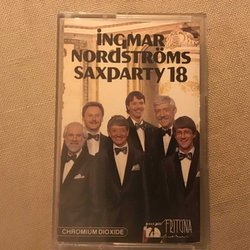 iNGMAR
NORdSTRÖMS
SAXPARTY 18
CHROMIUM DIOXIDE
FRITUNA